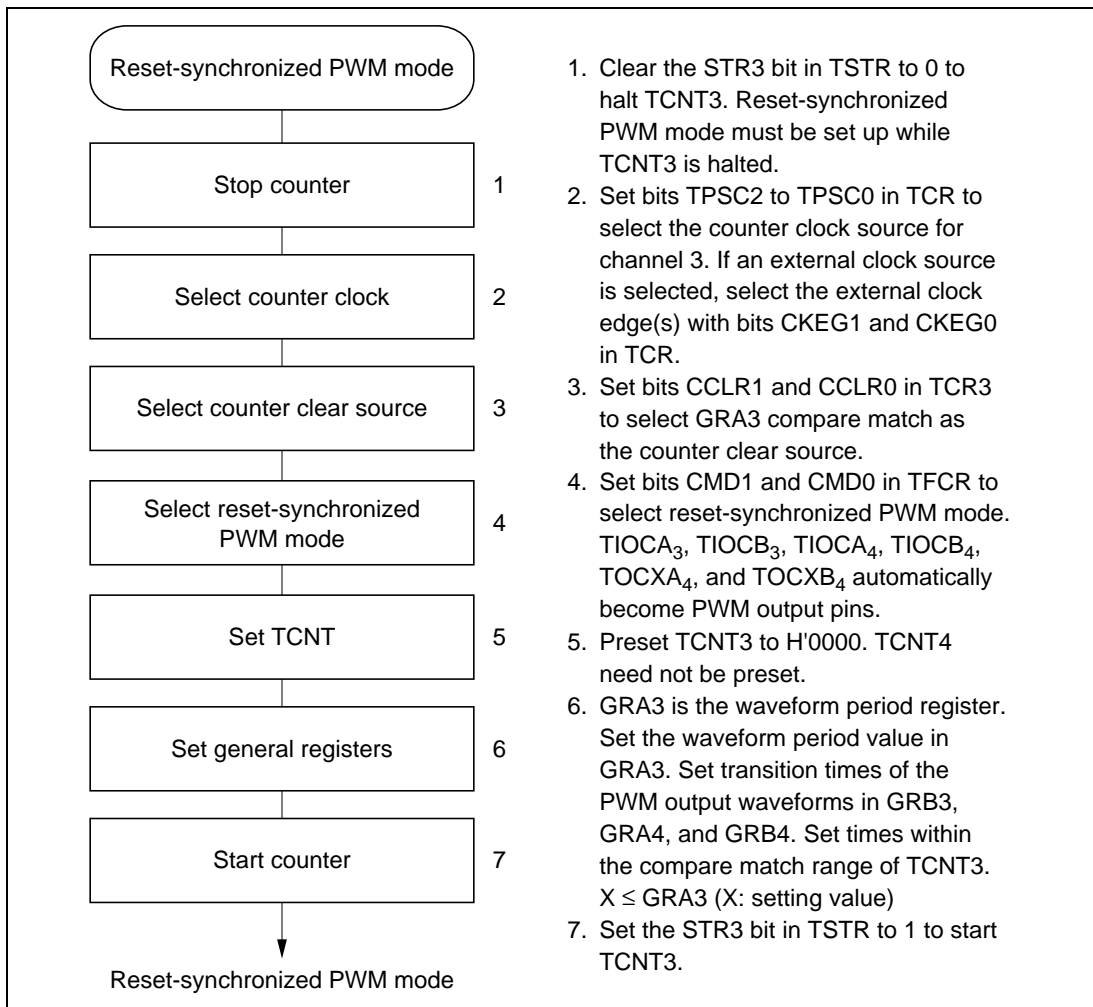 Reset-synchronized PWM mode
Stop counter
1
Select counter clock
2
Select counter clear source
3
Select reset-synchronized
PWM mode
4
Set TCNT
5
Set general registers
6
Start counter
7
Reset-synchronized PWM mode
1. Clear the STR3 bit in TSTR to 0 to
halt TCNT3. Reset-synchronized
PWM mode must be set up while
TCNT3 is halted.
2. Set bits TPSC2 to TPSC0 in TCR to
select the counter clock source for
channel 3. If an external clock source
is selected, select the external clock
edge(s) with bits CKEG1 and CKEG0
in TCR.
3. Set bits CCLR1 and CCLR0 in TCR3
to select GRA3 compare match as
the counter clear source.
4. Set bits CMD1 and CMD0 in TFCR to
select reset-synchronized PWM mode.
TIOCA₃, TIOCB₃, TIOCA₄, TIOCB₄,
TOCXA₄, and TOCXB₄ automatically
become PWM output pins.
5. Preset TCNT3 to H'0000. TCNT4
need not be preset.
6. GRA3 is the waveform period register.
Set the waveform period value in
GRA3. Set transition times of the
PWM output waveforms in GRB3,
GRA4, and GRB4. Set times within
the compare match range of TCNT3.
X ≤ GRA3 (X: setting value)
7. Set the STR3 bit in TSTR to 1 to start
TCNT3.